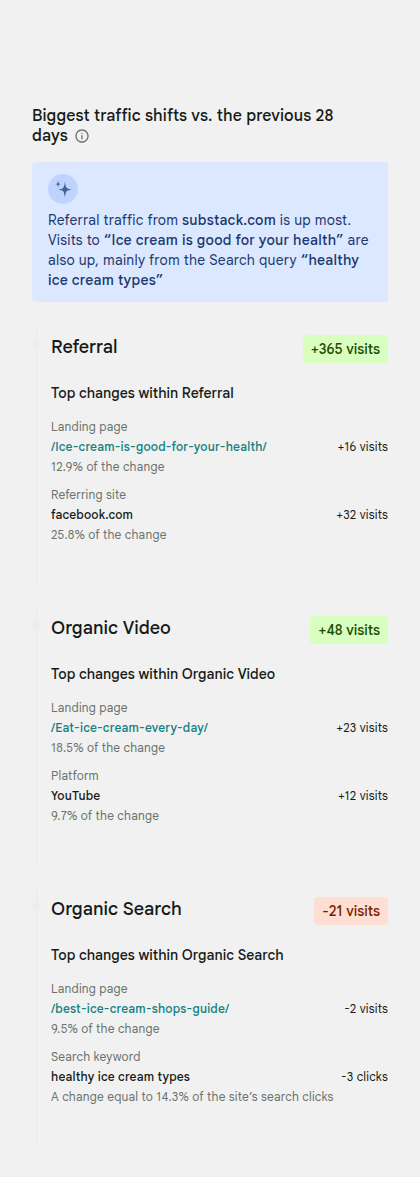 Biggest traffic shifts vs. the previous 28
days
Referral traffic from substack.com is up most.
Visits to “Ice cream is good for your health” are
also up, mainly from the Search query “healthy
ice cream types”
Referral
+365 visits
Top changes within Referral
Landing page
/Ice-cream-is-good-for-your-health/
+16 visits
12.9% of the change
Referring site
facebook.com
+32 visits
25.8% of the change
Organic Video
+48 visits
Top changes within Organic Video
Landing page
/Eat-ice-cream-every-day/
+23 visits
18.5% of the change
Platform
YouTube
+12 visits
9.7% of the change
Organic Search
-21 visits
Top changes within Organic Search
Landing page
/best-ice-cream-shops-guide/
-2 visits
9.5% of the change
Search keyword
healthy ice cream types
-3 clicks
A change equal to 14.3% of the site’s search clicks